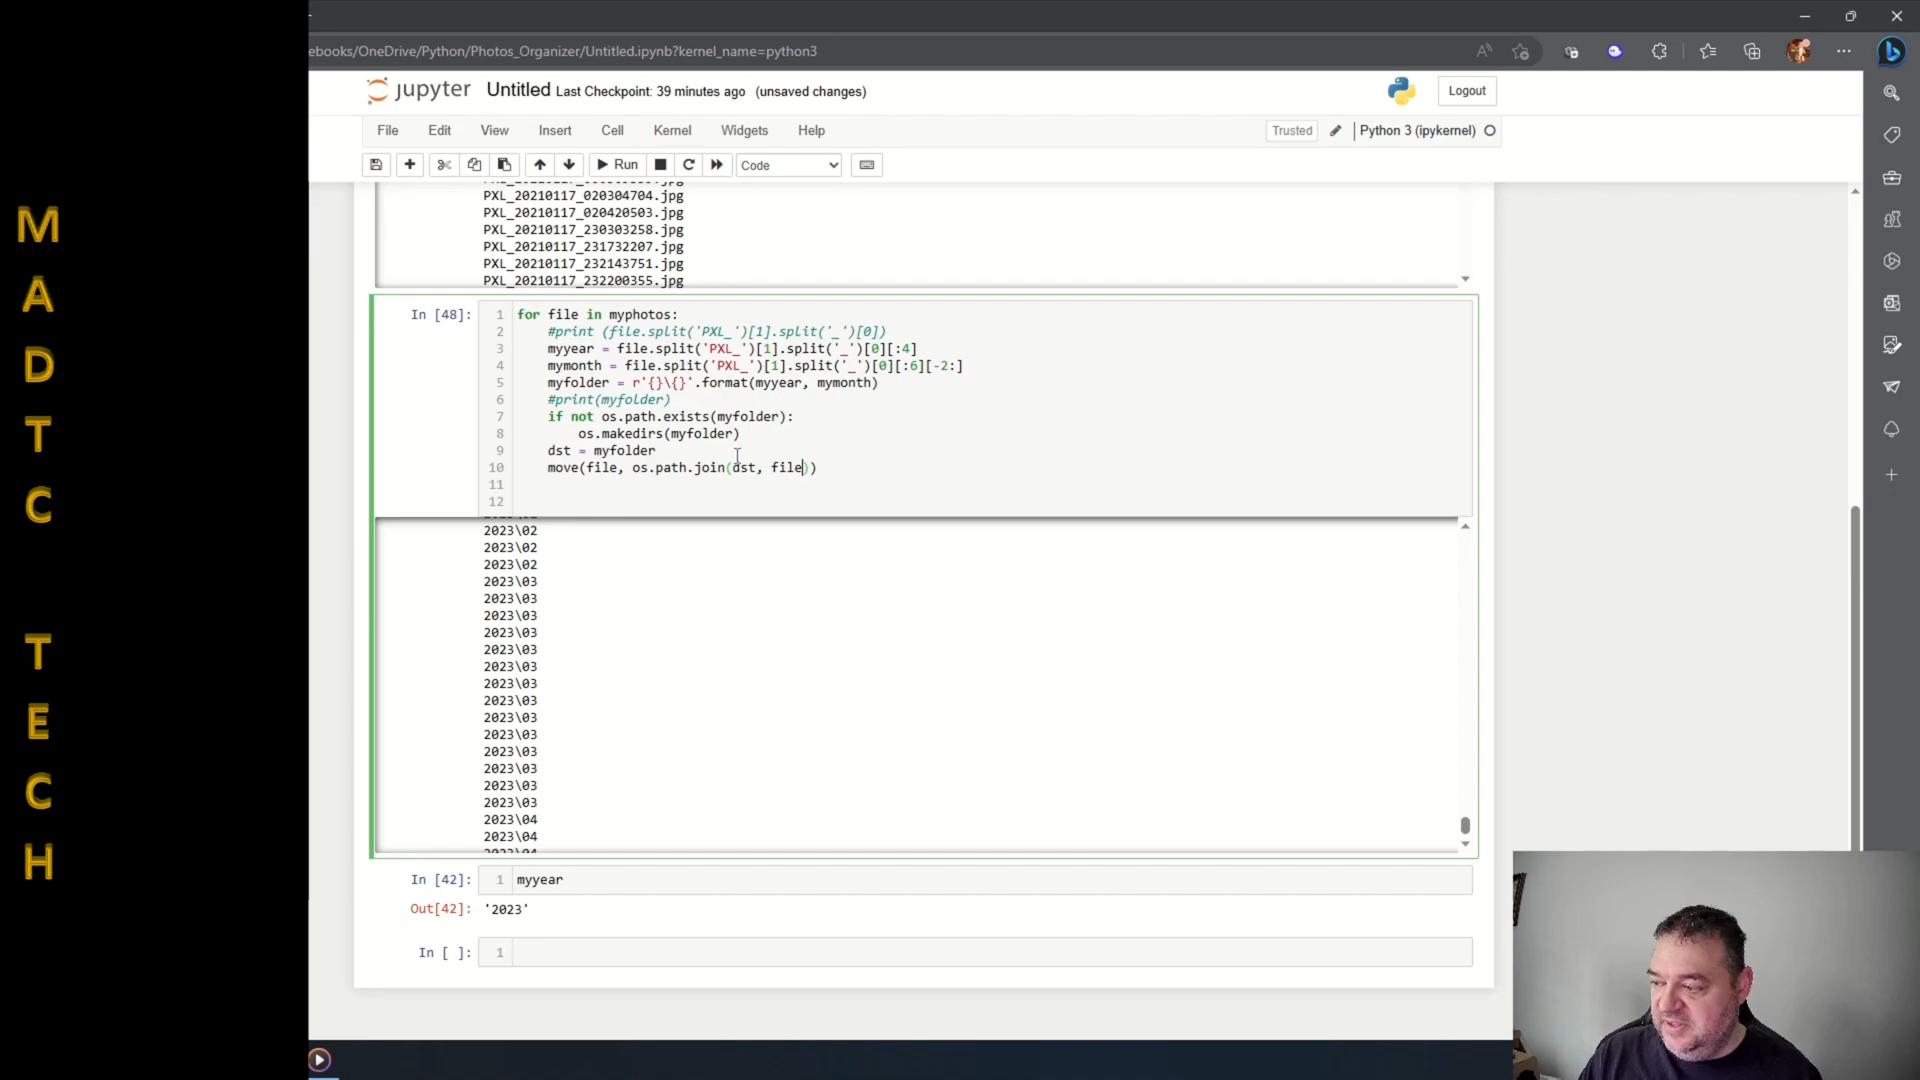 ebooks/OneDrive/Python/Photos_Organizer/Untitled.ipynb?kernel_name=python3
jupyter Untitled Last Checkpoint: 39 minutes ago (unsaved changes)
Logout
File Edit View Insert Cell Kernel Widgets Help
Trusted Python 3 (ipykernel)
Run Code
PXL_20210117_020304704.jpg
PXL_20210117_020420503.jpg
PXL_20210117_230303258.jpg
PXL_20210117_231732207.jpg
PXL_20210117_232143751.jpg
PXL_20210117_232200355.jpg
In [48]:
1 for file in myphotos:
2 #print (file.split('PXL_')[1].split('_')[0])
3 myyear = file.split('PXL_')[1].split('_')[0][:4]
4 mymonth = file.split('PXL_')[1].split('_')[0][:6][-2:]
5 myfolder = r'{}\{}'.format(myyear, mymonth)
6 #print(myfolder)
7 if not os.path.exists(myfolder):
8 os.makedirs(myfolder)
9 dst = myfolder
10 move(file, os.path.join(dst, file))
11
12
2023\02
2023\02
2023\02
2023\03
2023\03
2023\03
2023\03
2023\03
2023\03
2023\03
2023\03
2023\03
2023\03
2023\03
2023\03
2023\03
2023\03
2023\04
2023\04
In [42]: 1 myyear
Out[42]: '2023'
In [ ]: 1
M
A
D
T
C
T
E
C
H